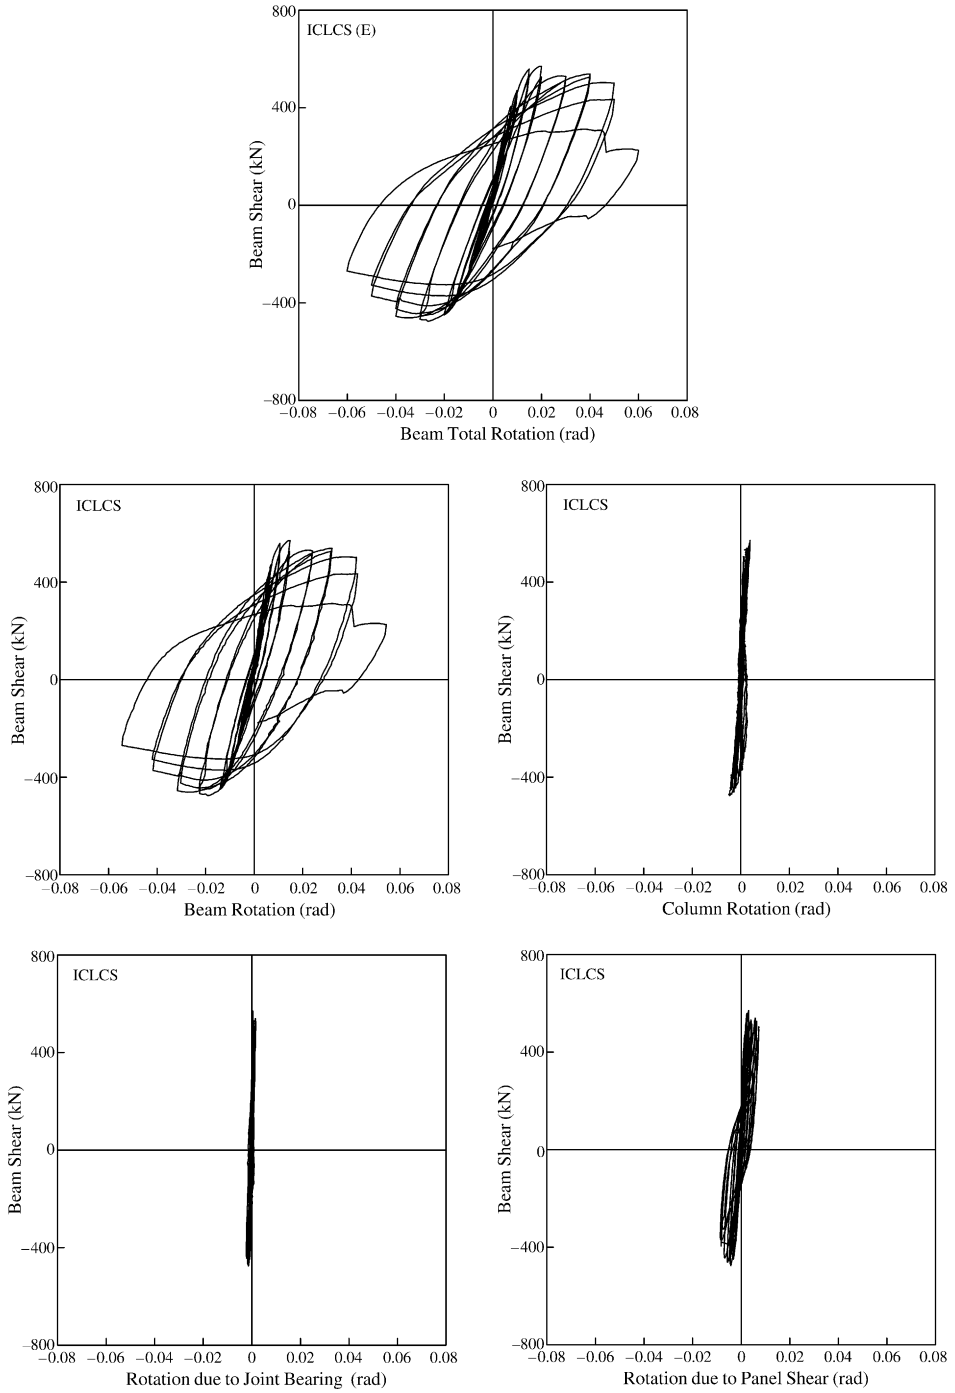 ICLCS (E)
Beam Shear (kN)
800
400
0
−400
−800
−0.08 −0.06 −0.04 −0.02 0 0.02 0.04 0.06 0.08
Beam Total Rotation (rad)
ICLCS
Beam Shear (kN)
800
400
0
−400
−800
−0.08 −0.06 −0.04 −0.02 0 0.02 0.04 0.06 0.08
Beam Rotation (rad)
ICLCS
Beam Shear (kN)
800
400
0
−400
−800
−0.08 −0.06 −0.04 −0.02 0 0.02 0.04 0.06 0.08
Column Rotation (rad)
ICLCS
Beam Shear (kN)
800
400
0
−400
−800
−0.08 −0.06 −0.04 −0.02 0 0.02 0.04 0.06 0.08
Rotation due to Joint Bearing (rad)
ICLCS
Beam Shear (kN)
800
400
0
−400
−800
−0.08 −0.06 −0.04 −0.02 0 0.02 0.04 0.06 0.08
Rotation due to Panel Shear (rad)